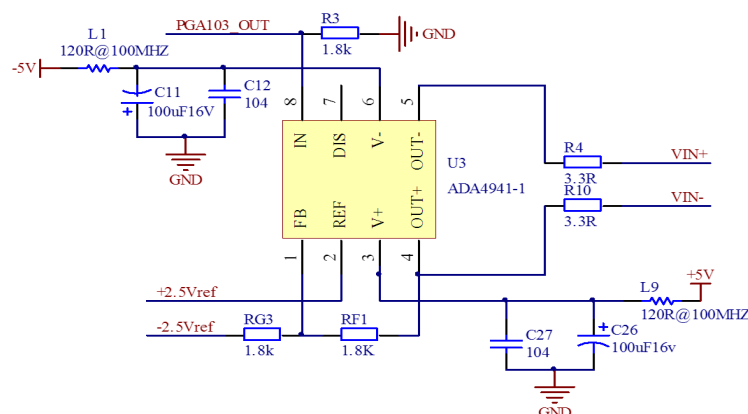 PGA103_OUT
R3
1.8k
GND
L1
120R@100MHZ
-5V
C11
100uF16V
C12
104
GND
8
7
6
5
IN
DIS
V-
OUT-
FB
REF
V+
OUT+
1
2
3
4
U3
ADA4941-1
R4
3.3R
VIN+
R10
3.3R
VIN-
+2.5Vref
-2.5Vref
RG3
1.8k
RF1
1.8K
+5V
L9
120R@100MHZ
C27
104
C26
100uF16v
GND